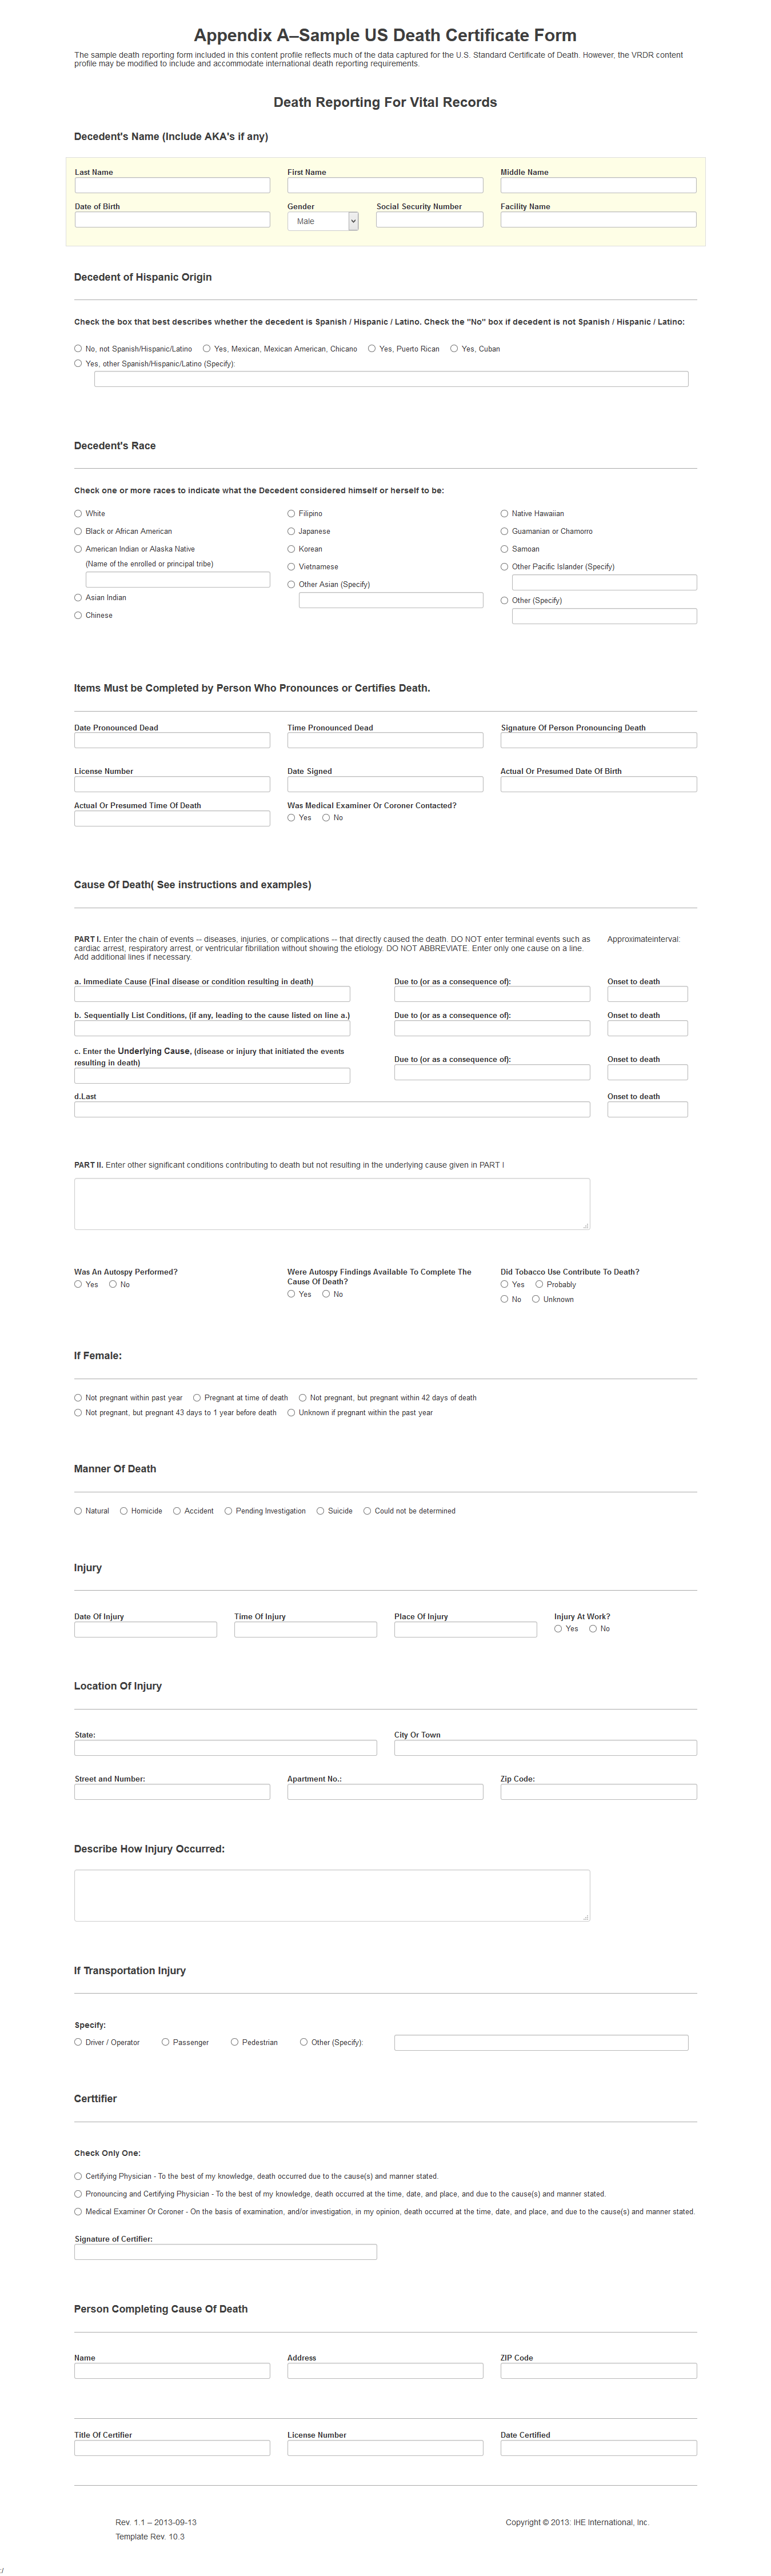 Appendix A–Sample US Death Certificate Form
The sample death reporting form included in this content profile reflects much of the data captured for the U.S. Standard Certificate of Death. However, the VRDR content
profile may be modified to include and accommodate international death reporting requirements.
Death Reporting For Vital Records
Decedent's Name (Include AKA's if any)
Last Name First Name Middle Name
Date of Birth Gender Social Security Number Facility Name
Male
Decedent of Hispanic Origin
Check the box that best describes whether the decedent is Spanish / Hispanic / Latino. Check the "No" box if decedent is not Spanish / Hispanic / Latino:
No, not Spanish/Hispanic/Latino Yes, Mexican, Mexican American, Chicano Yes, Puerto Rican Yes, Cuban
Yes, other Spanish/Hispanic/Latino (Specify):
Decedent's Race
Check one or more races to indicate what the Decedent considered himself or herself to be:
White Filipino Native Hawaiian
Black or African American Japanese Guamanian or Chamorro
American Indian or Alaska Native Korean Samoan
(Name of the enrolled or principal tribe) Vietnamese Other Pacific Islander (Specify)
Other Asian (Specify)
Asian Indian Other (Specify)
Chinese
Items Must be Completed by Person Who Pronounces or Certifies Death.
Date Pronounced Dead Time Pronounced Dead Signature Of Person Pronouncing Death
License Number Date Signed Actual Or Presumed Date Of Birth
Actual Or Presumed Time Of Death Was Medical Examiner Or Coroner Contacted?
Yes No
Cause Of Death( See instructions and examples)
PART I. Enter the chain of events -- diseases, injuries, or complications -- that directly caused the death. DO NOT enter terminal events such as Approximateinterval:
cardiac arrest, respiratory arrest, or ventricular fibrillation without showing the etiology. DO NOT ABBREVIATE. Enter only one cause on a line.
Add additional lines if necessary.
a. Immediate Cause (Final disease or condition resulting in death) Due to (or as a consequence of): Onset to death
b. Sequentially List Conditions, (if any, leading to the cause listed on line a.) Due to (or as a consequence of): Onset to death
c. Enter the Underlying Cause, (disease or injury that initiated the events
resulting in death) Due to (or as a consequence of): Onset to death
d.Last Onset to death
PART II. Enter other significant conditions contributing to death but not resulting in the underlying cause given in PART I
Was An Autospy Performed? Were Autospy Findings Available To Complete The Did Tobacco Use Contribute To Death?
Yes No Cause Of Death? Yes Probably
Yes No No Unknown
If Female:
Not pregnant within past year Pregnant at time of death Not pregnant, but pregnant within 42 days of death
Not pregnant, but pregnant 43 days to 1 year before death Unknown if pregnant within the past year
Manner Of Death
Natural Homicide Accident Pending Investigation Suicide Could not be determined
Injury
Date Of Injury Time Of Injury Place Of Injury Injury At Work?
Yes No
Location Of Injury
State: City Or Town
Street and Number: Apartment No.: Zip Code:
Describe How Injury Occurred:
If Transportation Injury
Specify:
Driver / Operator Passenger Pedestrian Other (Specify):
Certtifier
Check Only One:
Certifying Physician - To the best of my knowledge, death occurred due to the cause(s) and manner stated.
Pronouncing and Certifying Physician - To the best of my knowledge, death occurred at the time, date, and place, and due to the cause(s) and manner stated.
Medical Examiner Or Coroner - On the basis of examination, and/or investigation, in my opinion, death occurred at the time, date, and place, and due to the cause(s) and manner stated.
Signature of Certifier:
Person Completing Cause Of Death
Name Address ZIP Code
Title Of Certifier License Number Date Certified
Rev. 1.1 – 2013-09-13 Copyright © 2013: IHE International, Inc.
Template Rev. 10.3